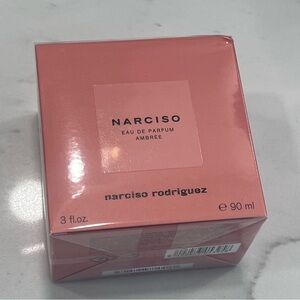 NARCISO
EAU DE PARFUM
AMBRÉE
narciso rodriguez
3 fl.oz. ℮ 90 ml